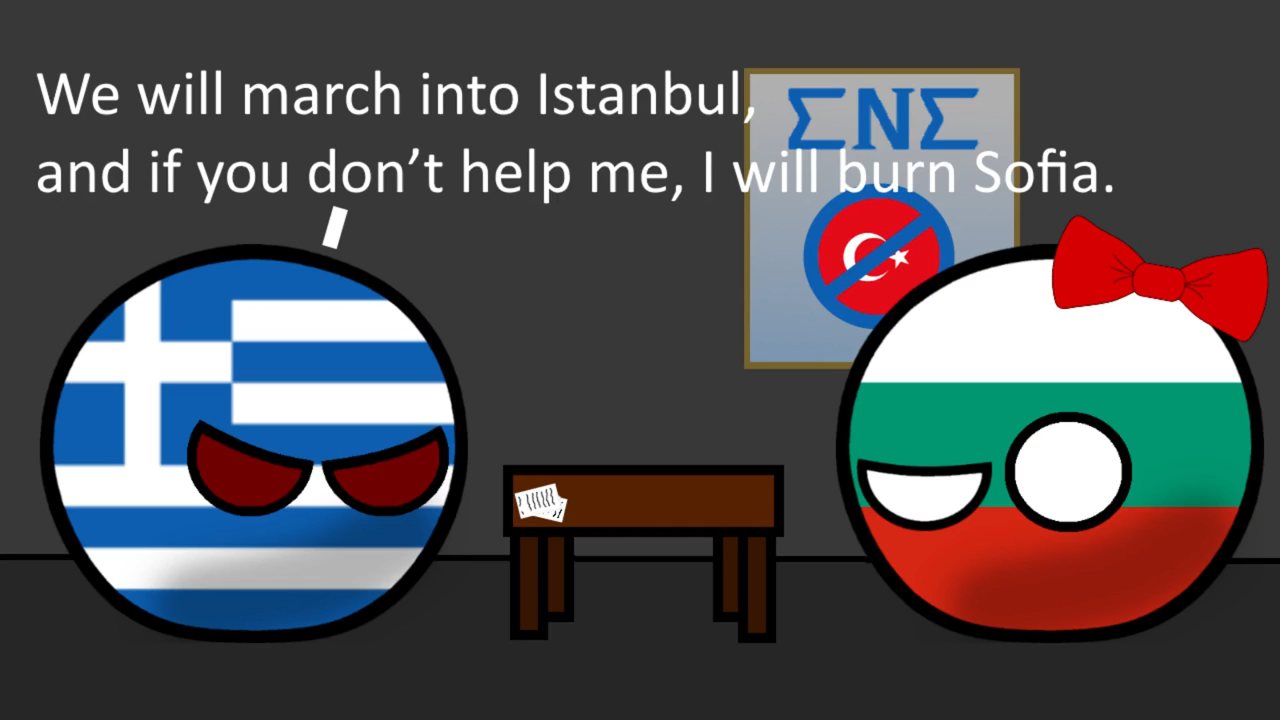 We will march into Istanbul,
and if you don’t help me, I will burn Sofia.
ΣΝΣ